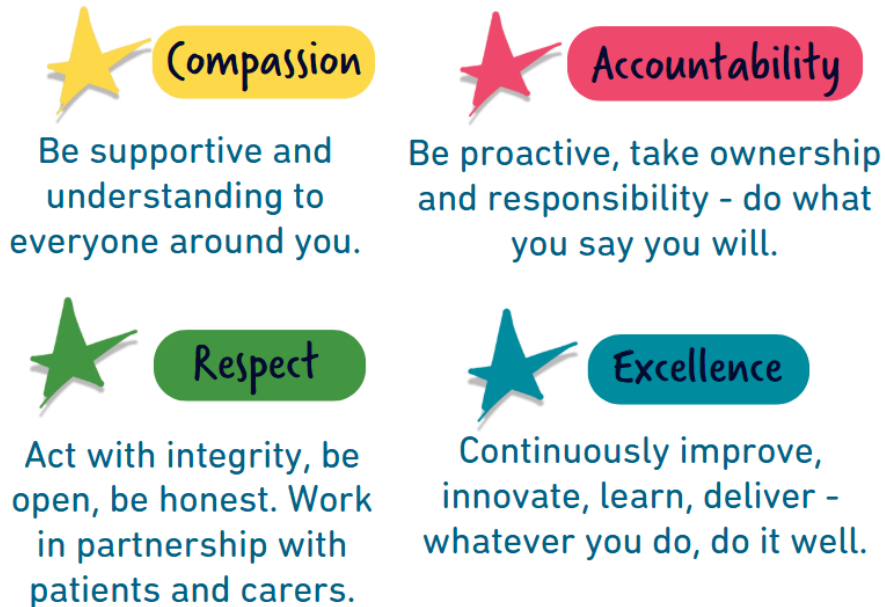 Compassion
Be supportive and
understanding to
everyone around you.
Accountability
Be proactive, take ownership
and responsibility - do what
you say you will.
Respect
Act with integrity, be
open, be honest. Work
in partnership with
patients and carers.
Excellence
Continuously improve,
innovate, learn, deliver -
whatever you do, do it well.